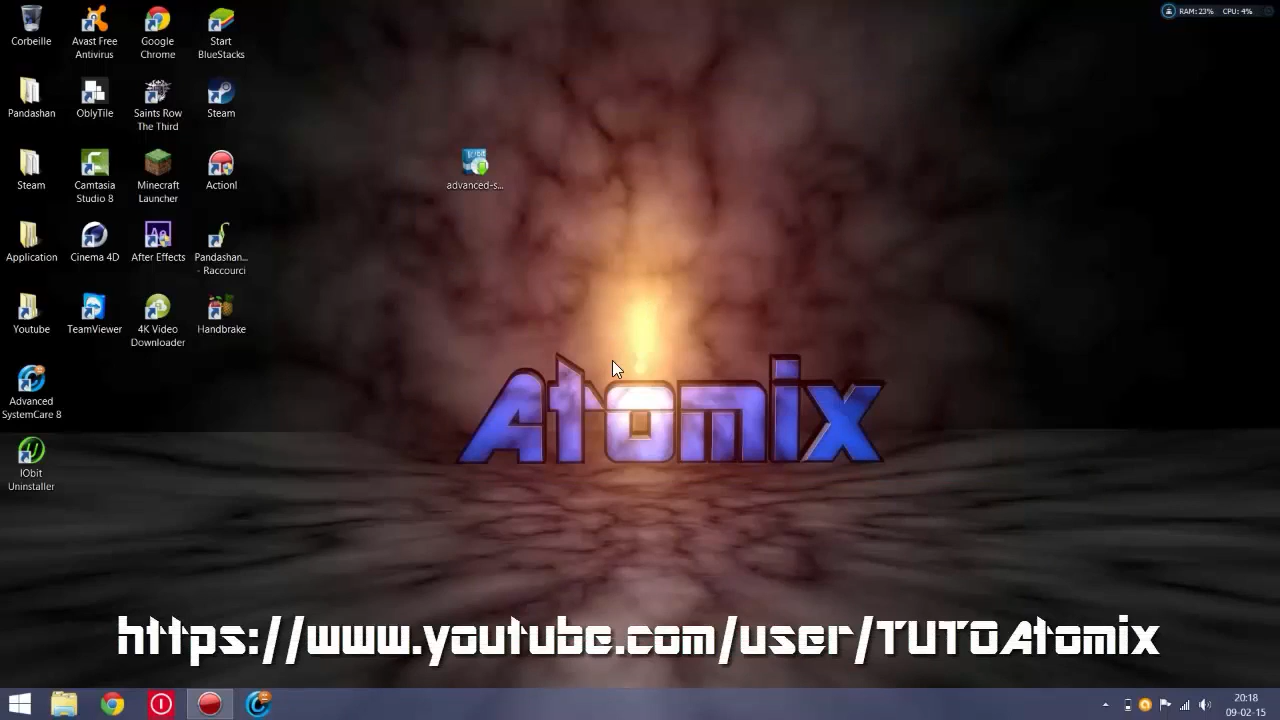 RAM: 23% CPU: 4%
Corbeille
Avast Free
Antivirus
Google
Chrome
Start
BlueStacks
Pandashan
OblyTile
Saints Row
The Third
Steam
advanced-s...
Steam
Camtasia
Studio 8
Minecraft
Launcher
Action!
Application
Cinema 4D
After Effects
Pandashan...
- Raccourci
Youtube
TeamViewer
4K Video
Downloader
Handbrake
Advanced
SystemCare 8
IObit
Uninstaller
Atomix
https://www.youtube.com/user/TUTOAtomix
20:18
09-02-15